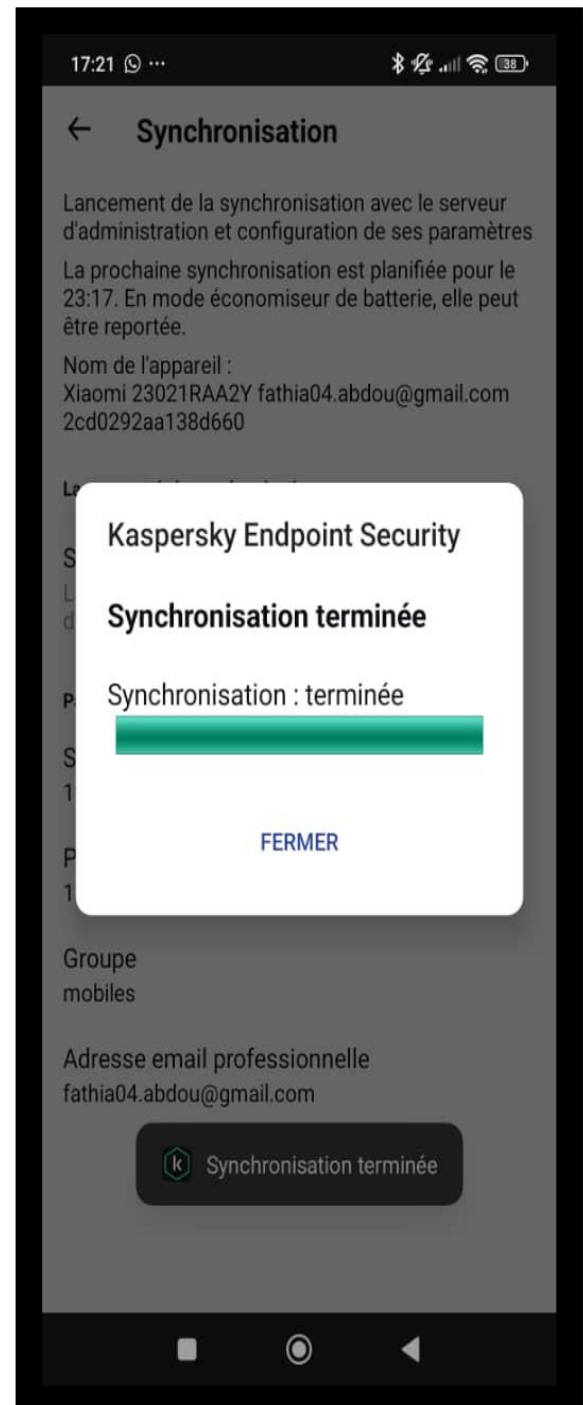 17:21
38
Synchronisation
Lancement de la synchronisation avec le serveur
d'administration et configuration de ses paramètres
La prochaine synchronisation est planifiée pour le
23:17. En mode économiseur de batterie, elle peut
être reportée.
Nom de l'appareil :
Xiaomi 23021RAA2Y fathia04.abdou@gmail.com
2cd0292aa138d660
Kaspersky Endpoint Security
Synchronisation terminée
Synchronisation : terminée
FERMER
Groupe
mobiles
Adresse email professionnelle
fathia04.abdou@gmail.com
Synchronisation terminée